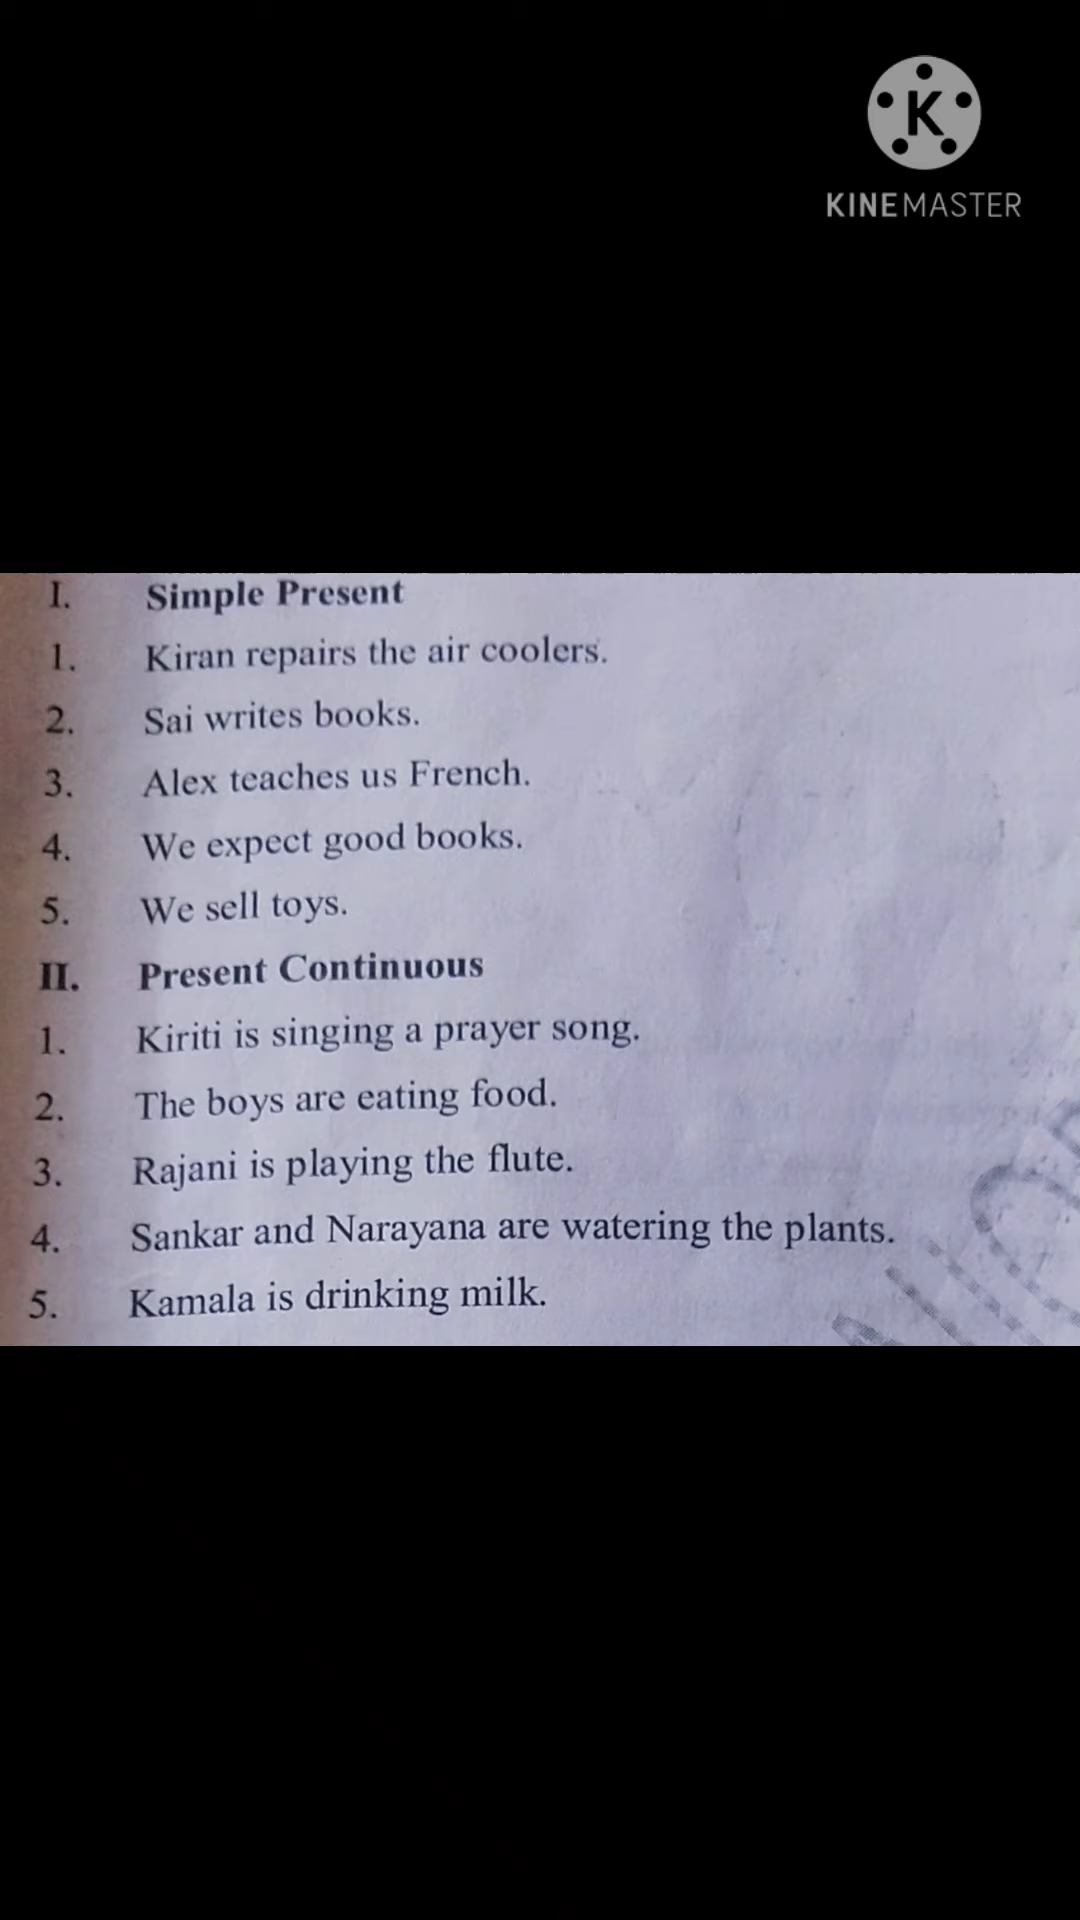 KINEMASTER
I. Simple Present
1. Kiran repairs the air coolers.
2. Sai writes books.
3. Alex teaches us French.
4. We expect good books.
5. We sell toys.
II. Present Continuous
1. Kiriti is singing a prayer song.
2. The boys are eating food.
3. Rajani is playing the flute.
4. Sankar and Narayana are watering the plants.
5. Kamala is drinking milk.